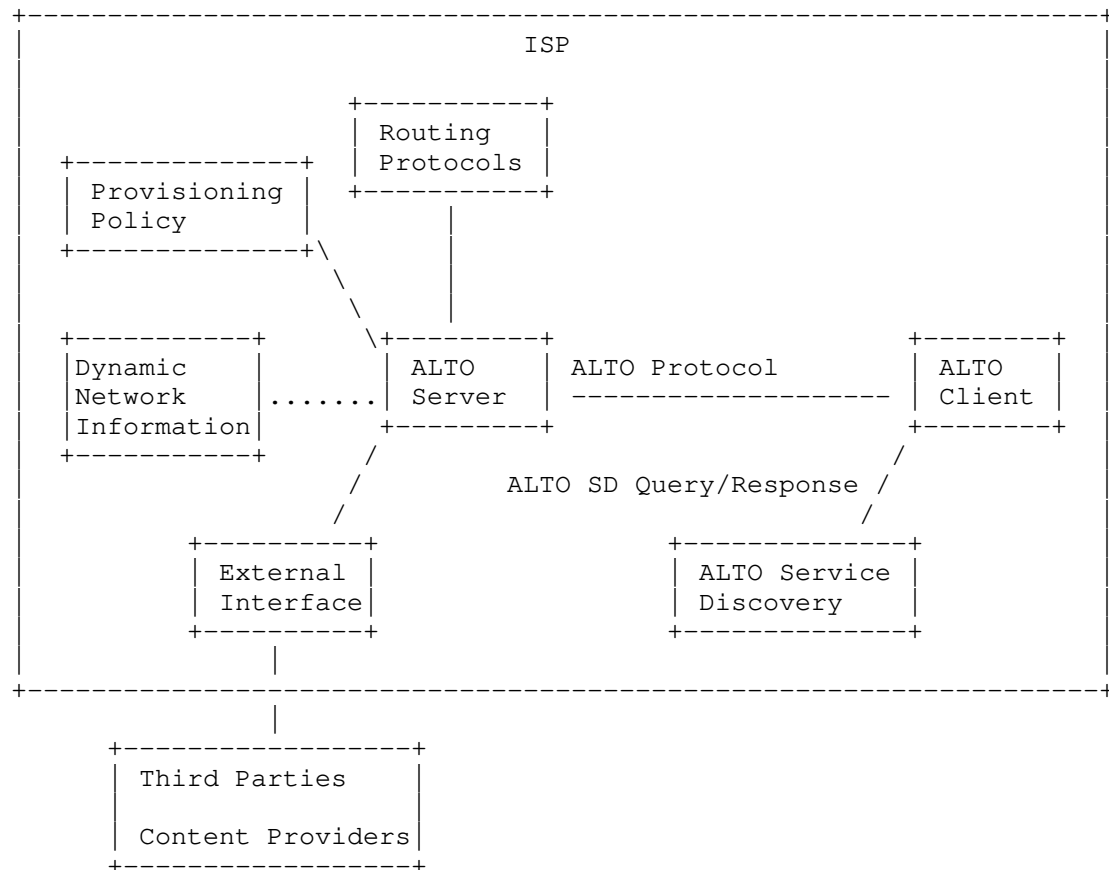 ISP
Routing
Protocols
Provisioning
Policy
Dynamic
Network
Information
ALTO
Server
ALTO Protocol
ALTO
Client
ALTO SD Query/Response
External
Interface
ALTO Service
Discovery
Third Parties
Content Providers